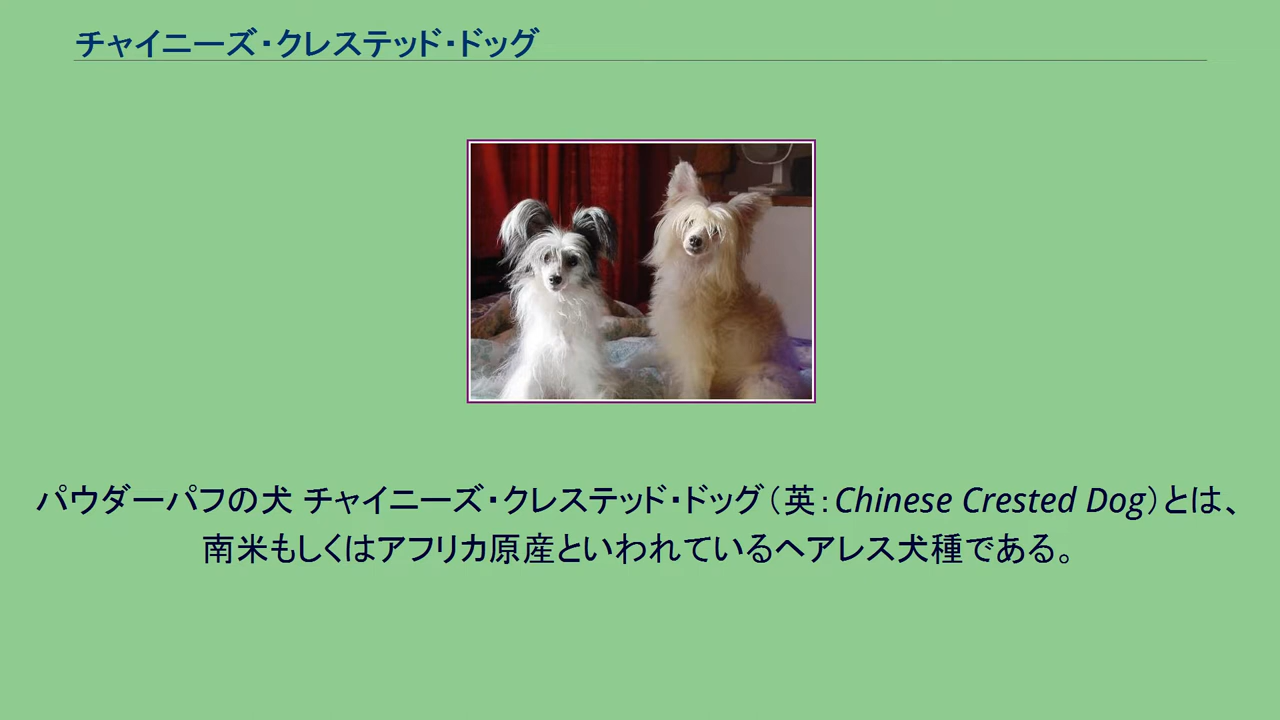 チャイニーズ・クレステッド・ドッグ
パウダーパフの犬 チャイニーズ・クレステッド・ドッグ（英：Chinese Crested Dog）とは、
南米もしくはアフリカ原産といわれているヘアレス犬種である。